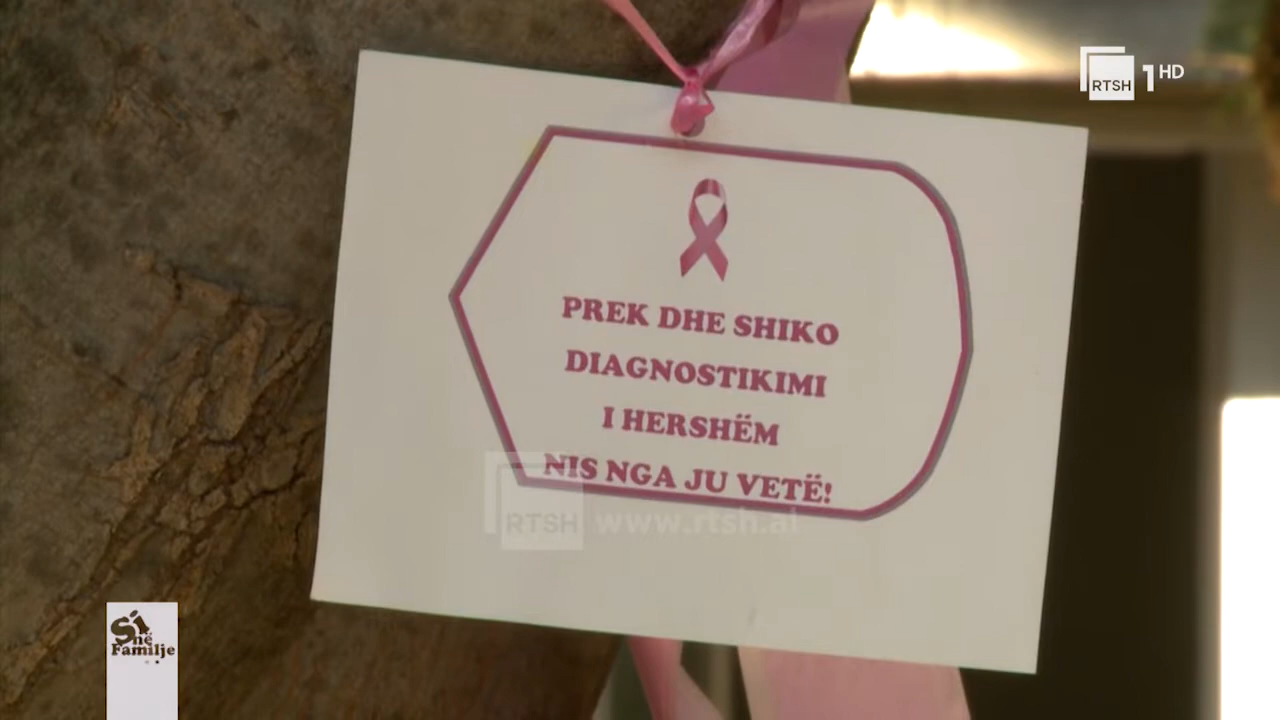 RTSH 1 HD
PREK DHE SHIKO
DIAGNOSTIKIMI
I HERSHËM
NIS NGA JU VETË!
RTSH www.rtsh.al
Si
në
Familje